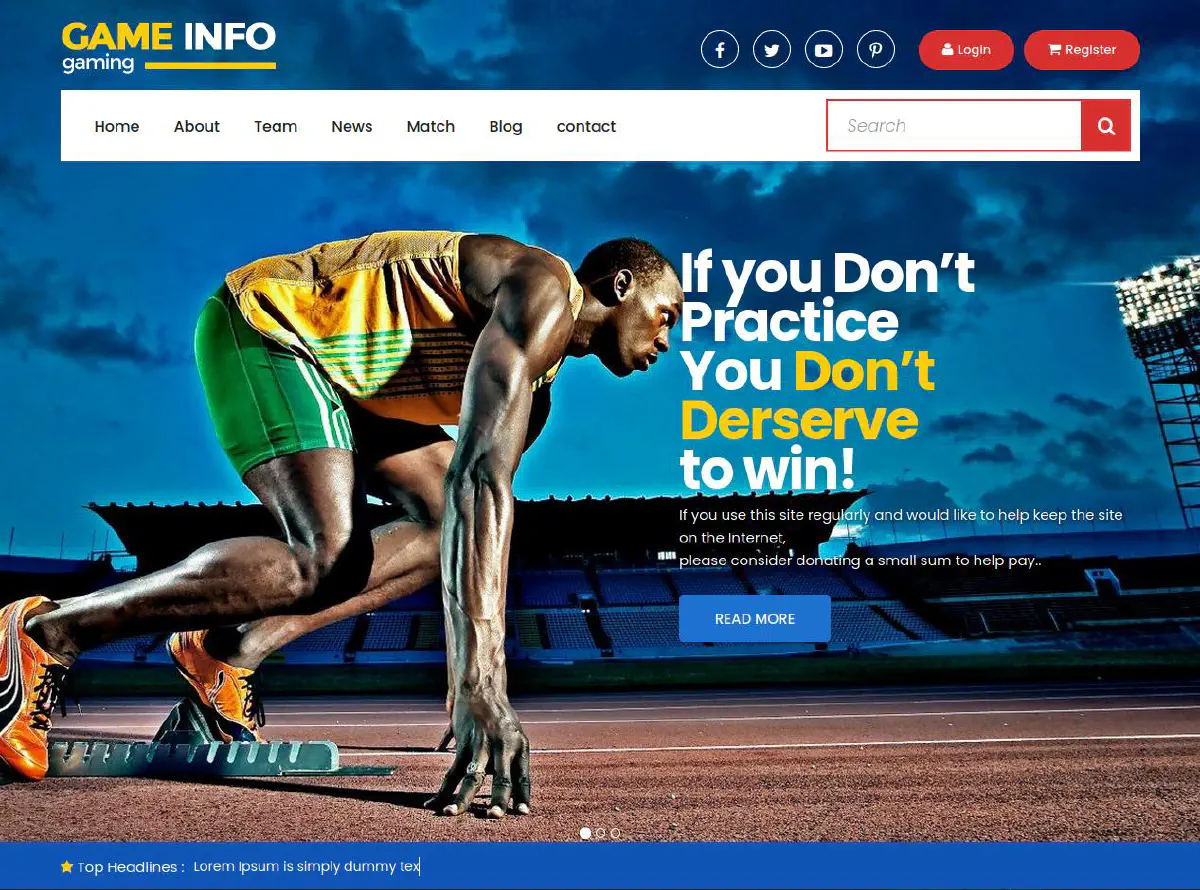 GAME INFO
gaming
Login
Register
Home About Team News Match Blog contact
Search
If you Don’t
Practice
You Don’t
Derserve
to win!
If you use this site regularly and would like to help keep the site
on the Internet,
please consider donating a small sum to help pay..
READ MORE
Top Headlines : Lorem Ipsum is simply dummy tex